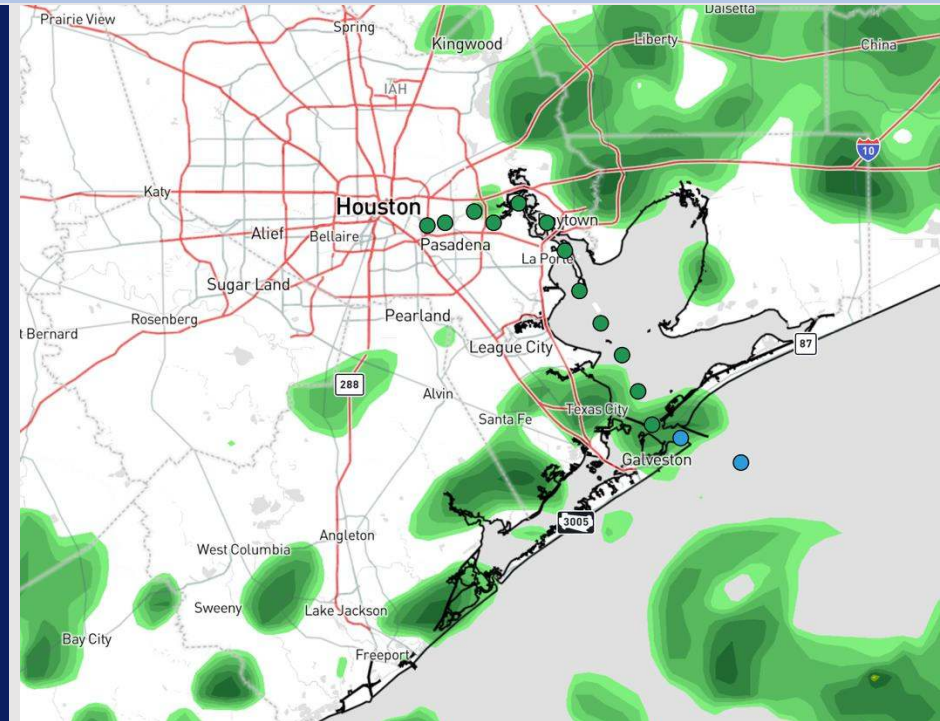 Prairie View
Spring
Kingwood
Daisetta
Liberty
China
IAH
10
Katy
Houston
Alief
Bellaire
Pasadena
Baytown
La Porte
Sugar Land
Rosenberg
Pearland
t Bernard
League City
87
288
Alvin
Santa Fe
Texas City
Galveston
3005
Angleton
West Columbia
Sweeny
Lake Jackson
Bay City
Freeport